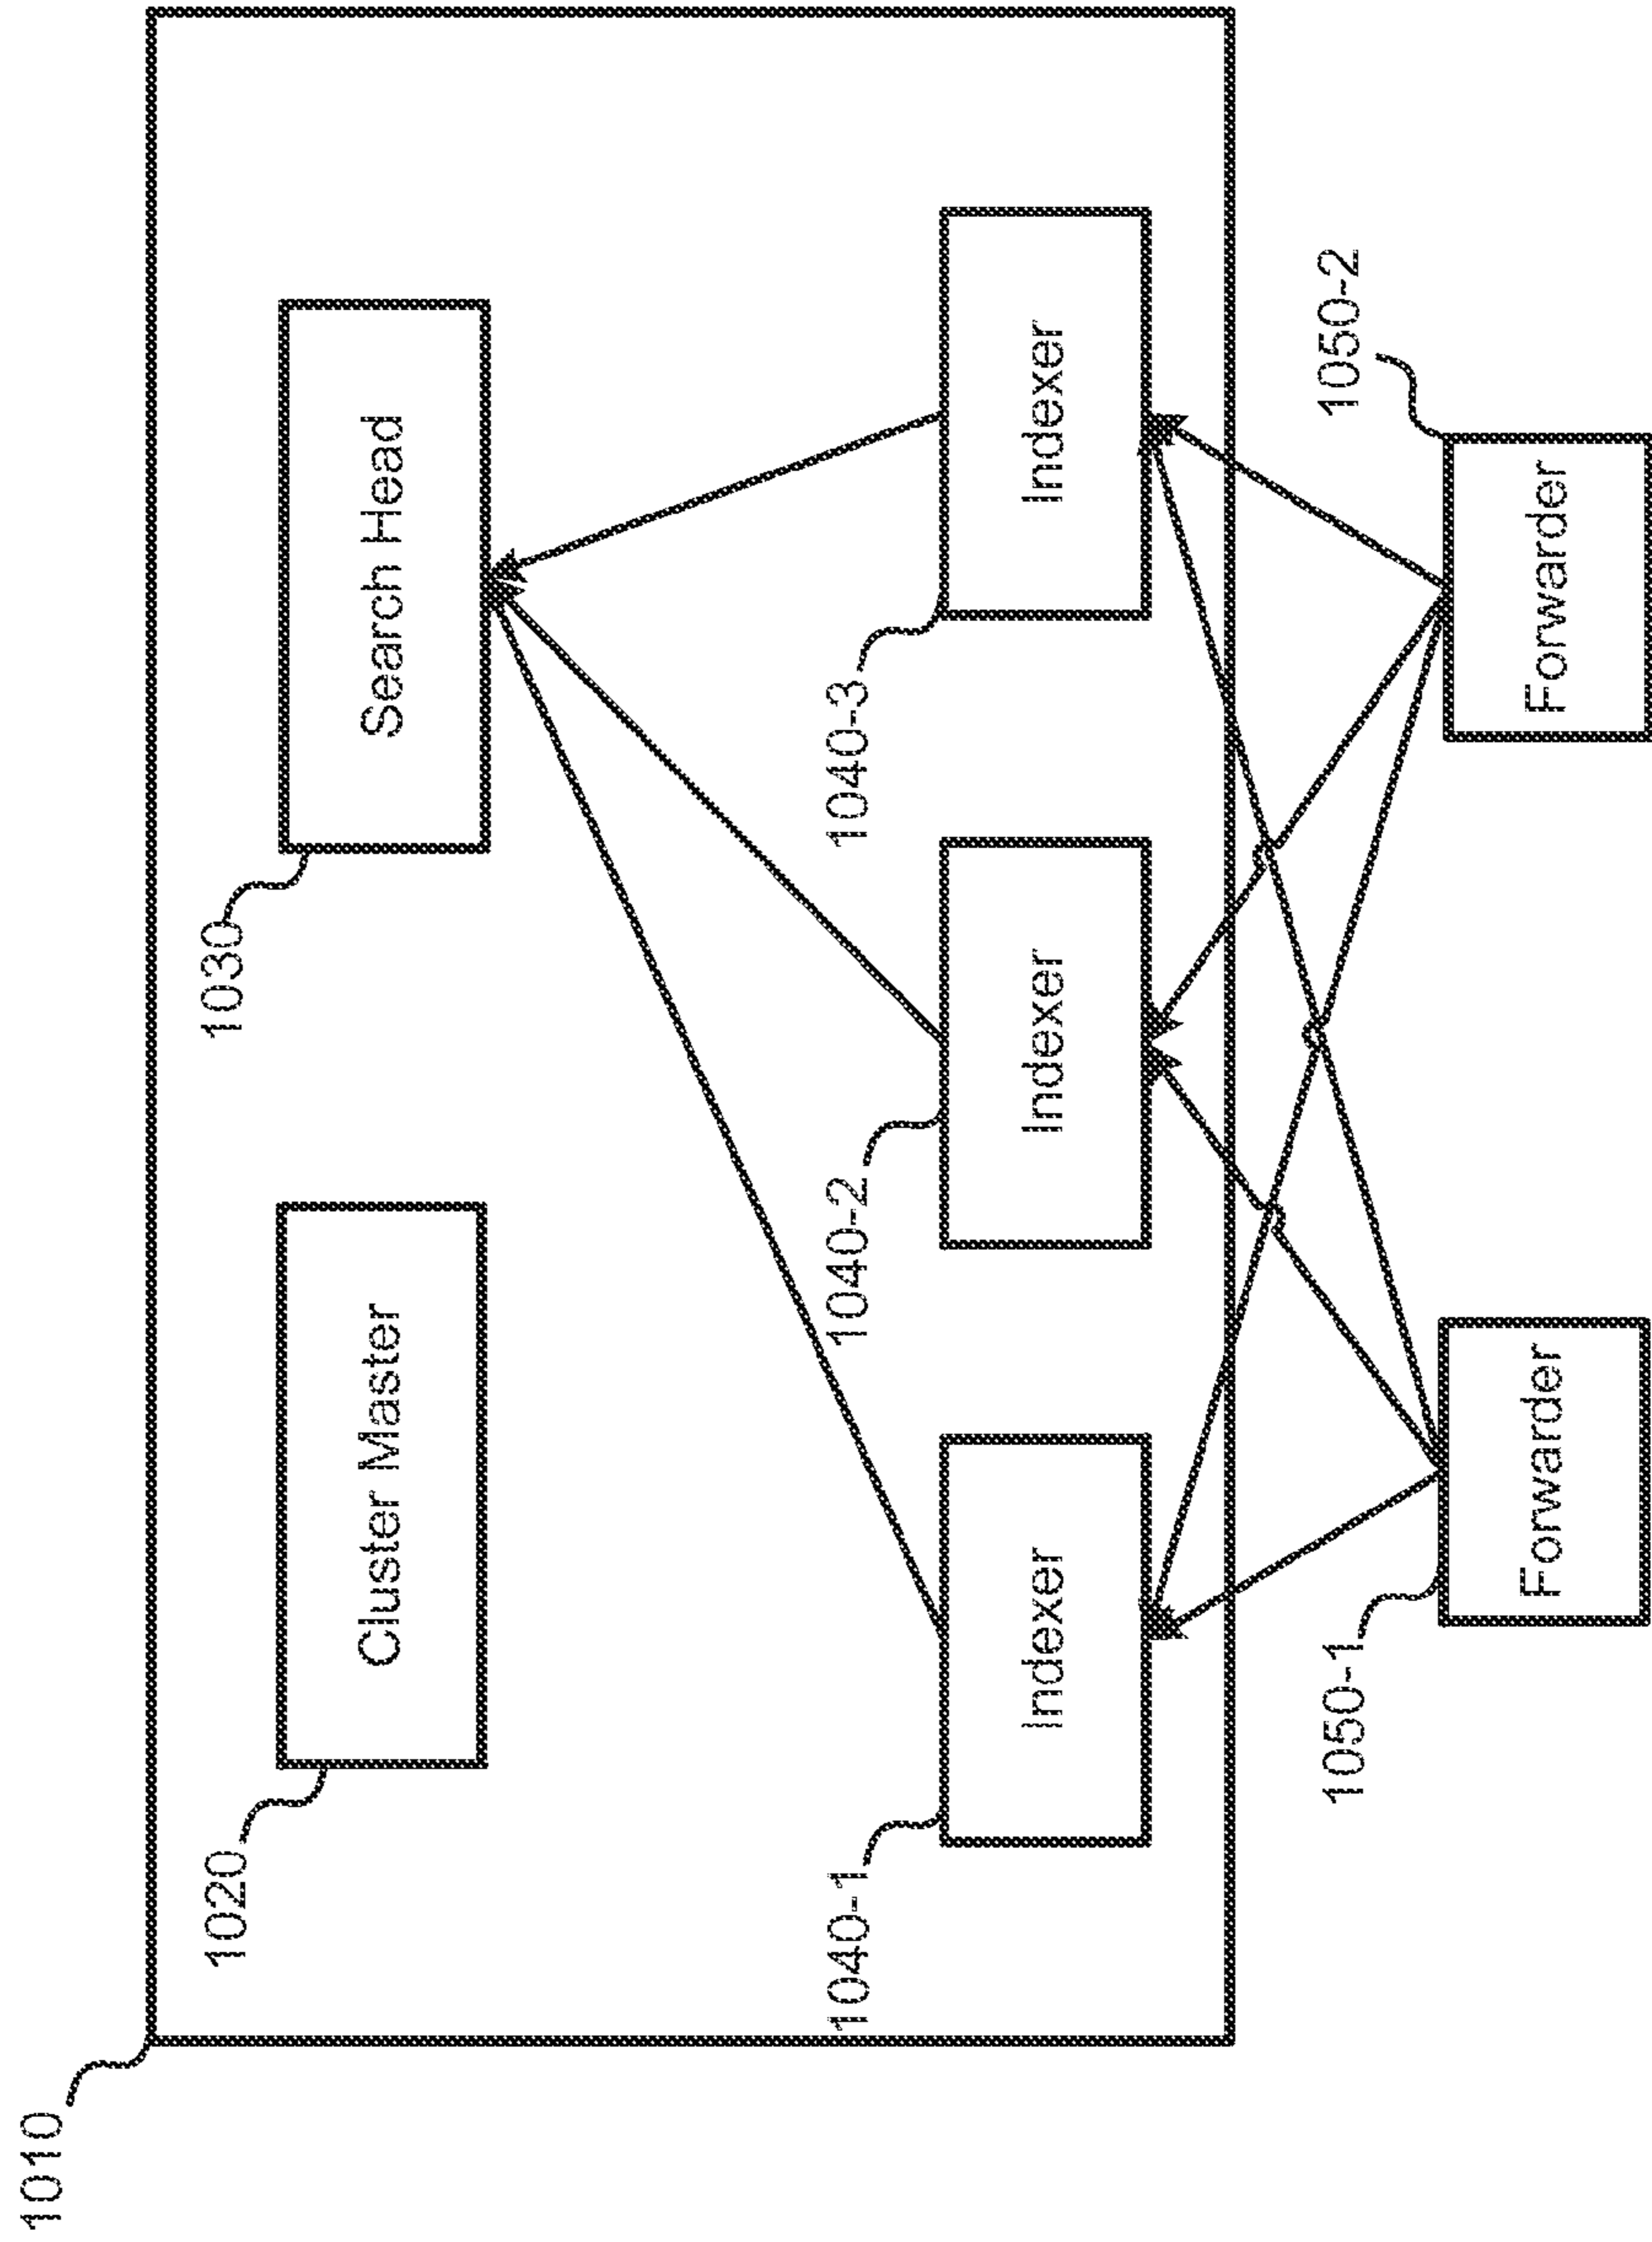 1010
1020
Cluster Master
1030
Search Head
1040-1
Indexer
1040-2
Indexer
1040-3
Indexer
1050-1
Forwarder
1050-2
Forwarder